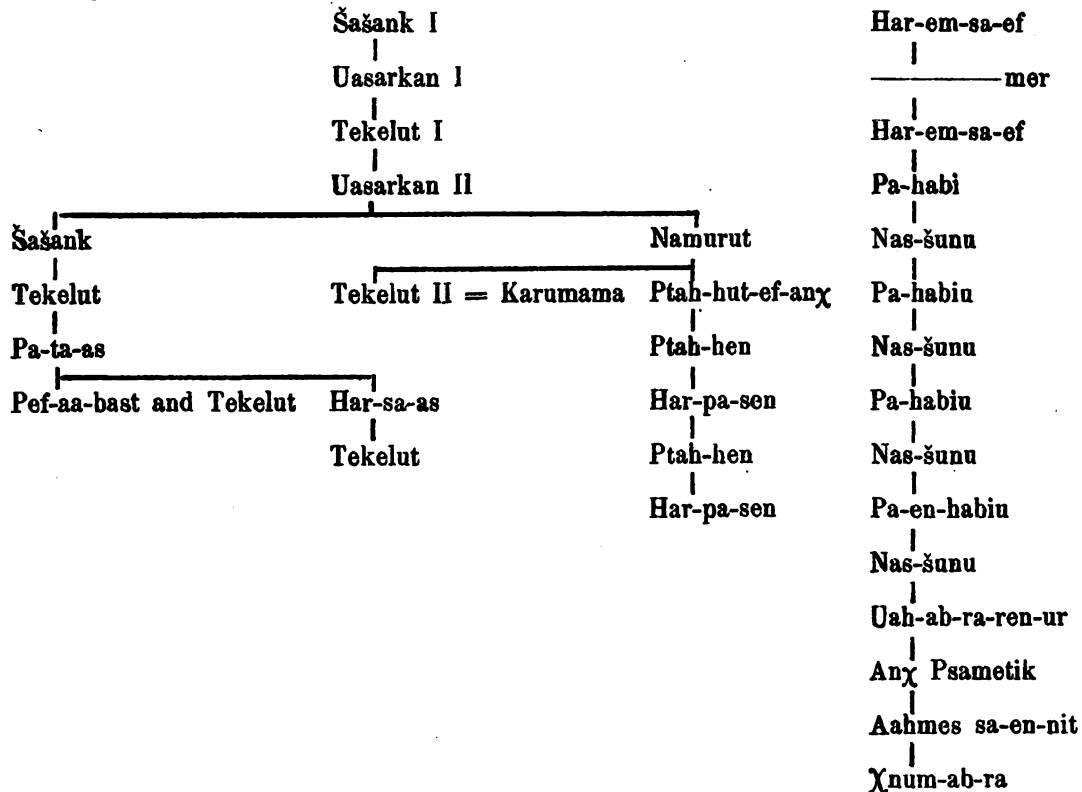 Šašank I Har-em-sa-ef
Uasarkan I ——— mer
Tekelut I Har-em-sa-ef
Uasarkan II Pa-habi
Šašank Namurut Nas-šunu
Tekelut Tekelut II = Karumama Ptah-hut-ef-anχ Pa-habiu
Pa-ta-as Ptah-hen Nas-šunu
Pef-aa-bast and Tekelut Har-sa-as Har-pa-sen Pa-habiu
Tekelut Ptah-hen Nas-šunu
Har-pa-sen Pa-en-habiu
Nas-šunu
Uah-ab-ra-ren-ur
Anχ Psametik
Aahmes sa-en-nit
χnum-ab-ra